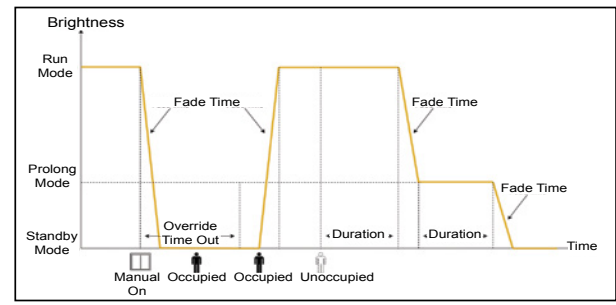 Brightness
Run
Mode
Fade Time
Fade Time
Prolong
Mode
Fade Time
Override
Time Out
Duration
Duration
Standby
Mode
Time
Manual
On
Occupied
Occupied
Unoccupied